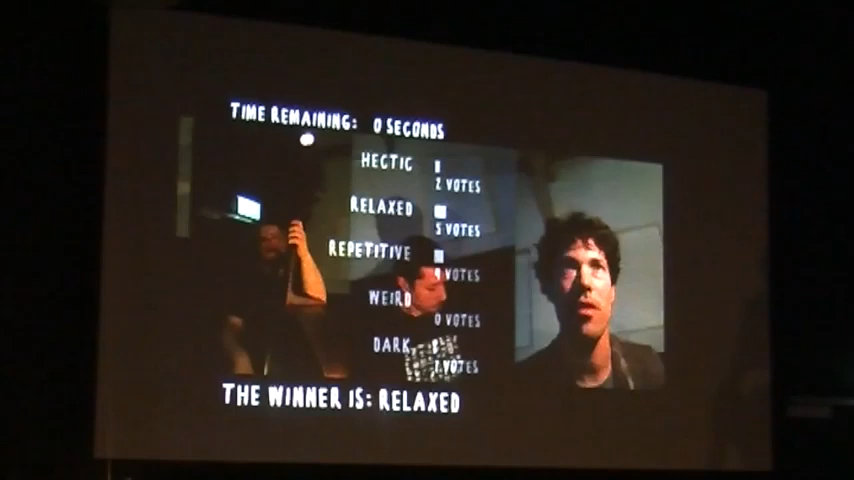 TIME REMAINING: 0 SECONDS
HECTIC
2 VOTES
RELAXED
5 VOTES
REPETITIVE
VOTES
WEIRD
0 VOTES
DARK
1 VOTES
THE WINNER IS: RELAXED